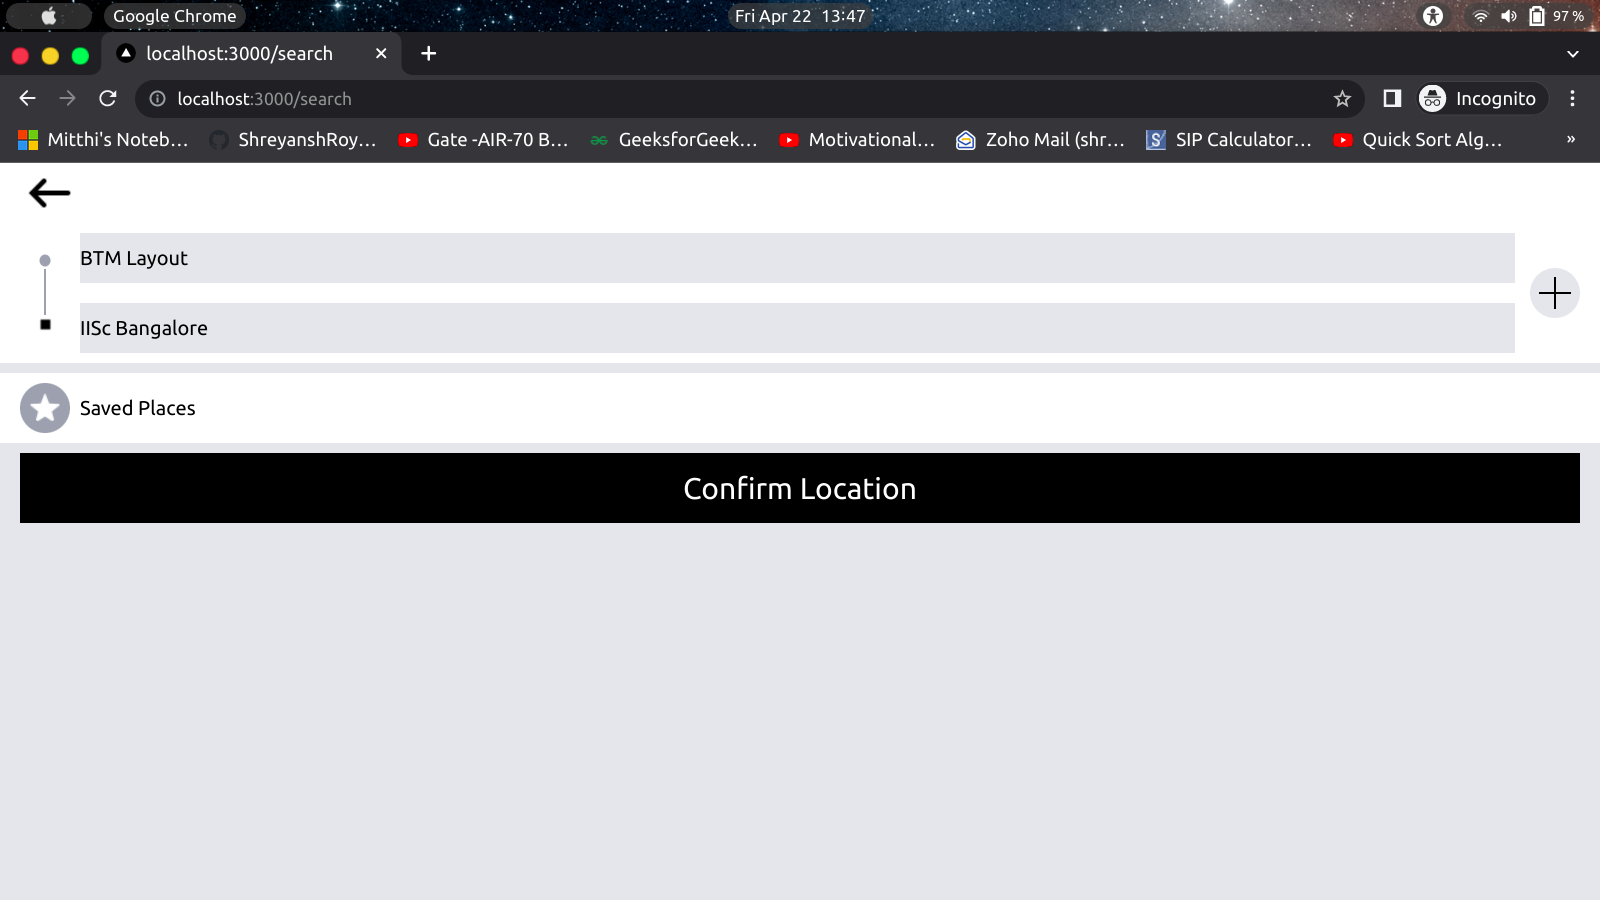 Google Chrome Fri Apr 22 13:47 97 %
localhost:3000/search
localhost:3000/search Incognito
Mitthi's Noteb... ShreyanshRoy... Gate -AIR-70 B... GeeksforGeek... Motivational... Zoho Mail (shr... S SIP Calculator... Quick Sort Alg... »
BTM Layout
IISc Bangalore
Saved Places
Confirm Location